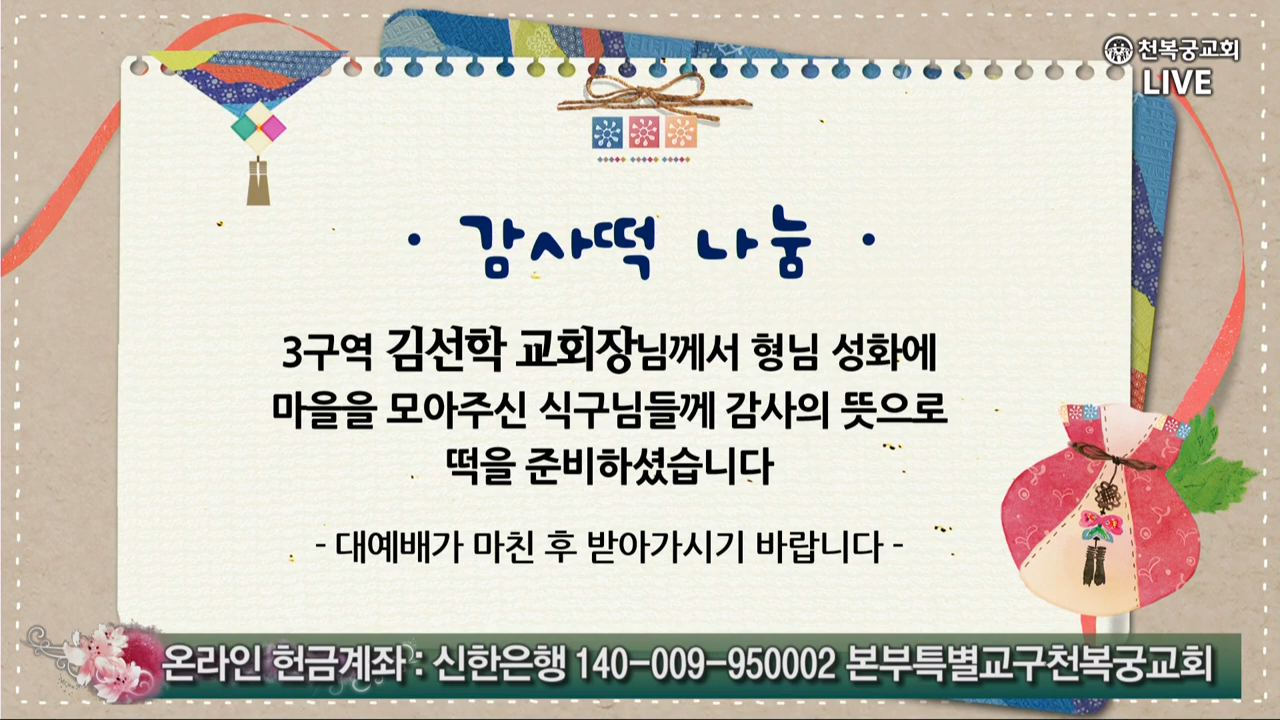 천복궁교회
LIVE
· 감사떡 나눔 ·
3구역 김선학 교회장님께서 형님 성화에
마을을 모아주신 식구님들께 감사의 뜻으로
떡을 준비하셨습니다
- 대예배가 마친 후 받아가시기 바랍니다 -
온라인 헌금계좌 : 신한은행 140-009-950002 본부특별교구천복궁교회